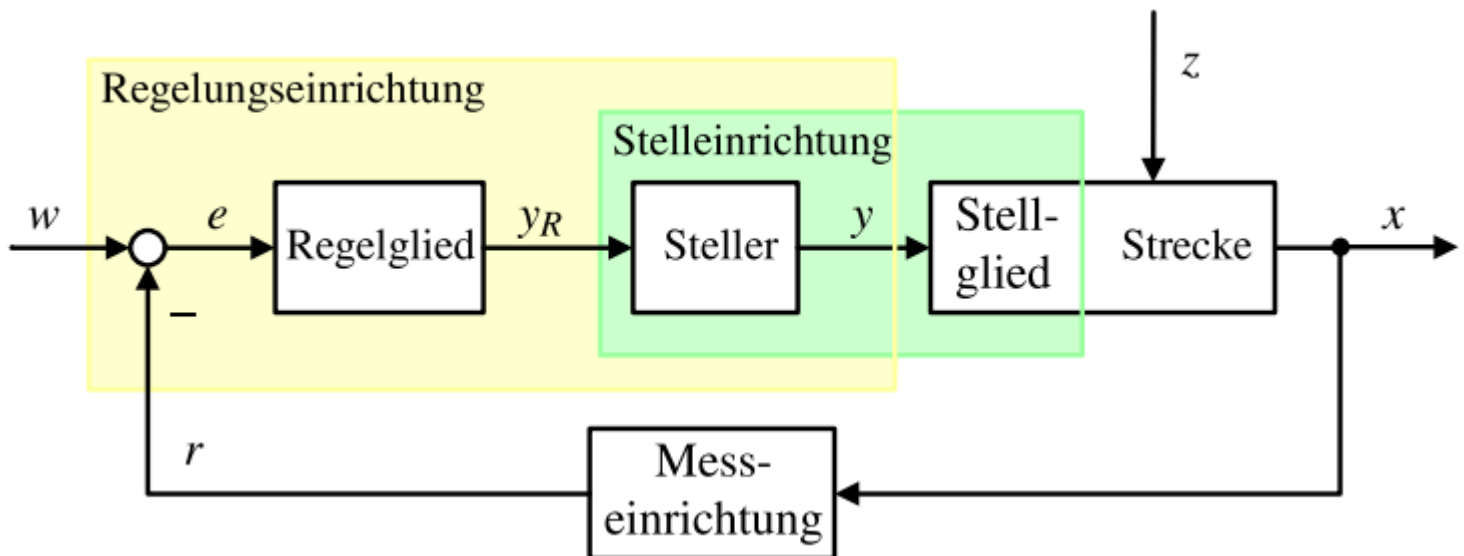 Regelungseinrichtung
z
Stelleinrichtung
w
e
Regelglied
y_R
Steller
y
Stell-
glied
Strecke
x
–
r
Mess-
einrichtung